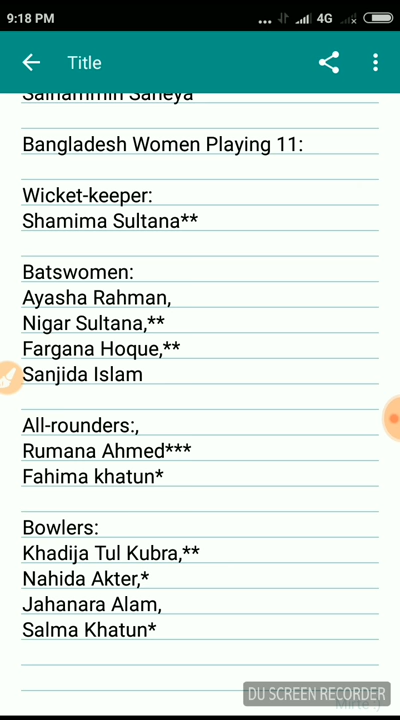 9:18 PM
4G
Title
Sanammin Saneya
Bangladesh Women Playing 11:
Wicket-keeper:
Shamima Sultana**
Batswomen:
Ayasha Rahman,
Nigar Sultana,**
Fargana Hoque,**
Sanjida Islam
All-rounders:,
Rumana Ahmed***
Fahima khatun*
Bowlers:
Khadija Tul Kubra,**
Nahida Akter,*
Jahanara Alam,
Salma Khatun*
DU SCREEN RECORDER